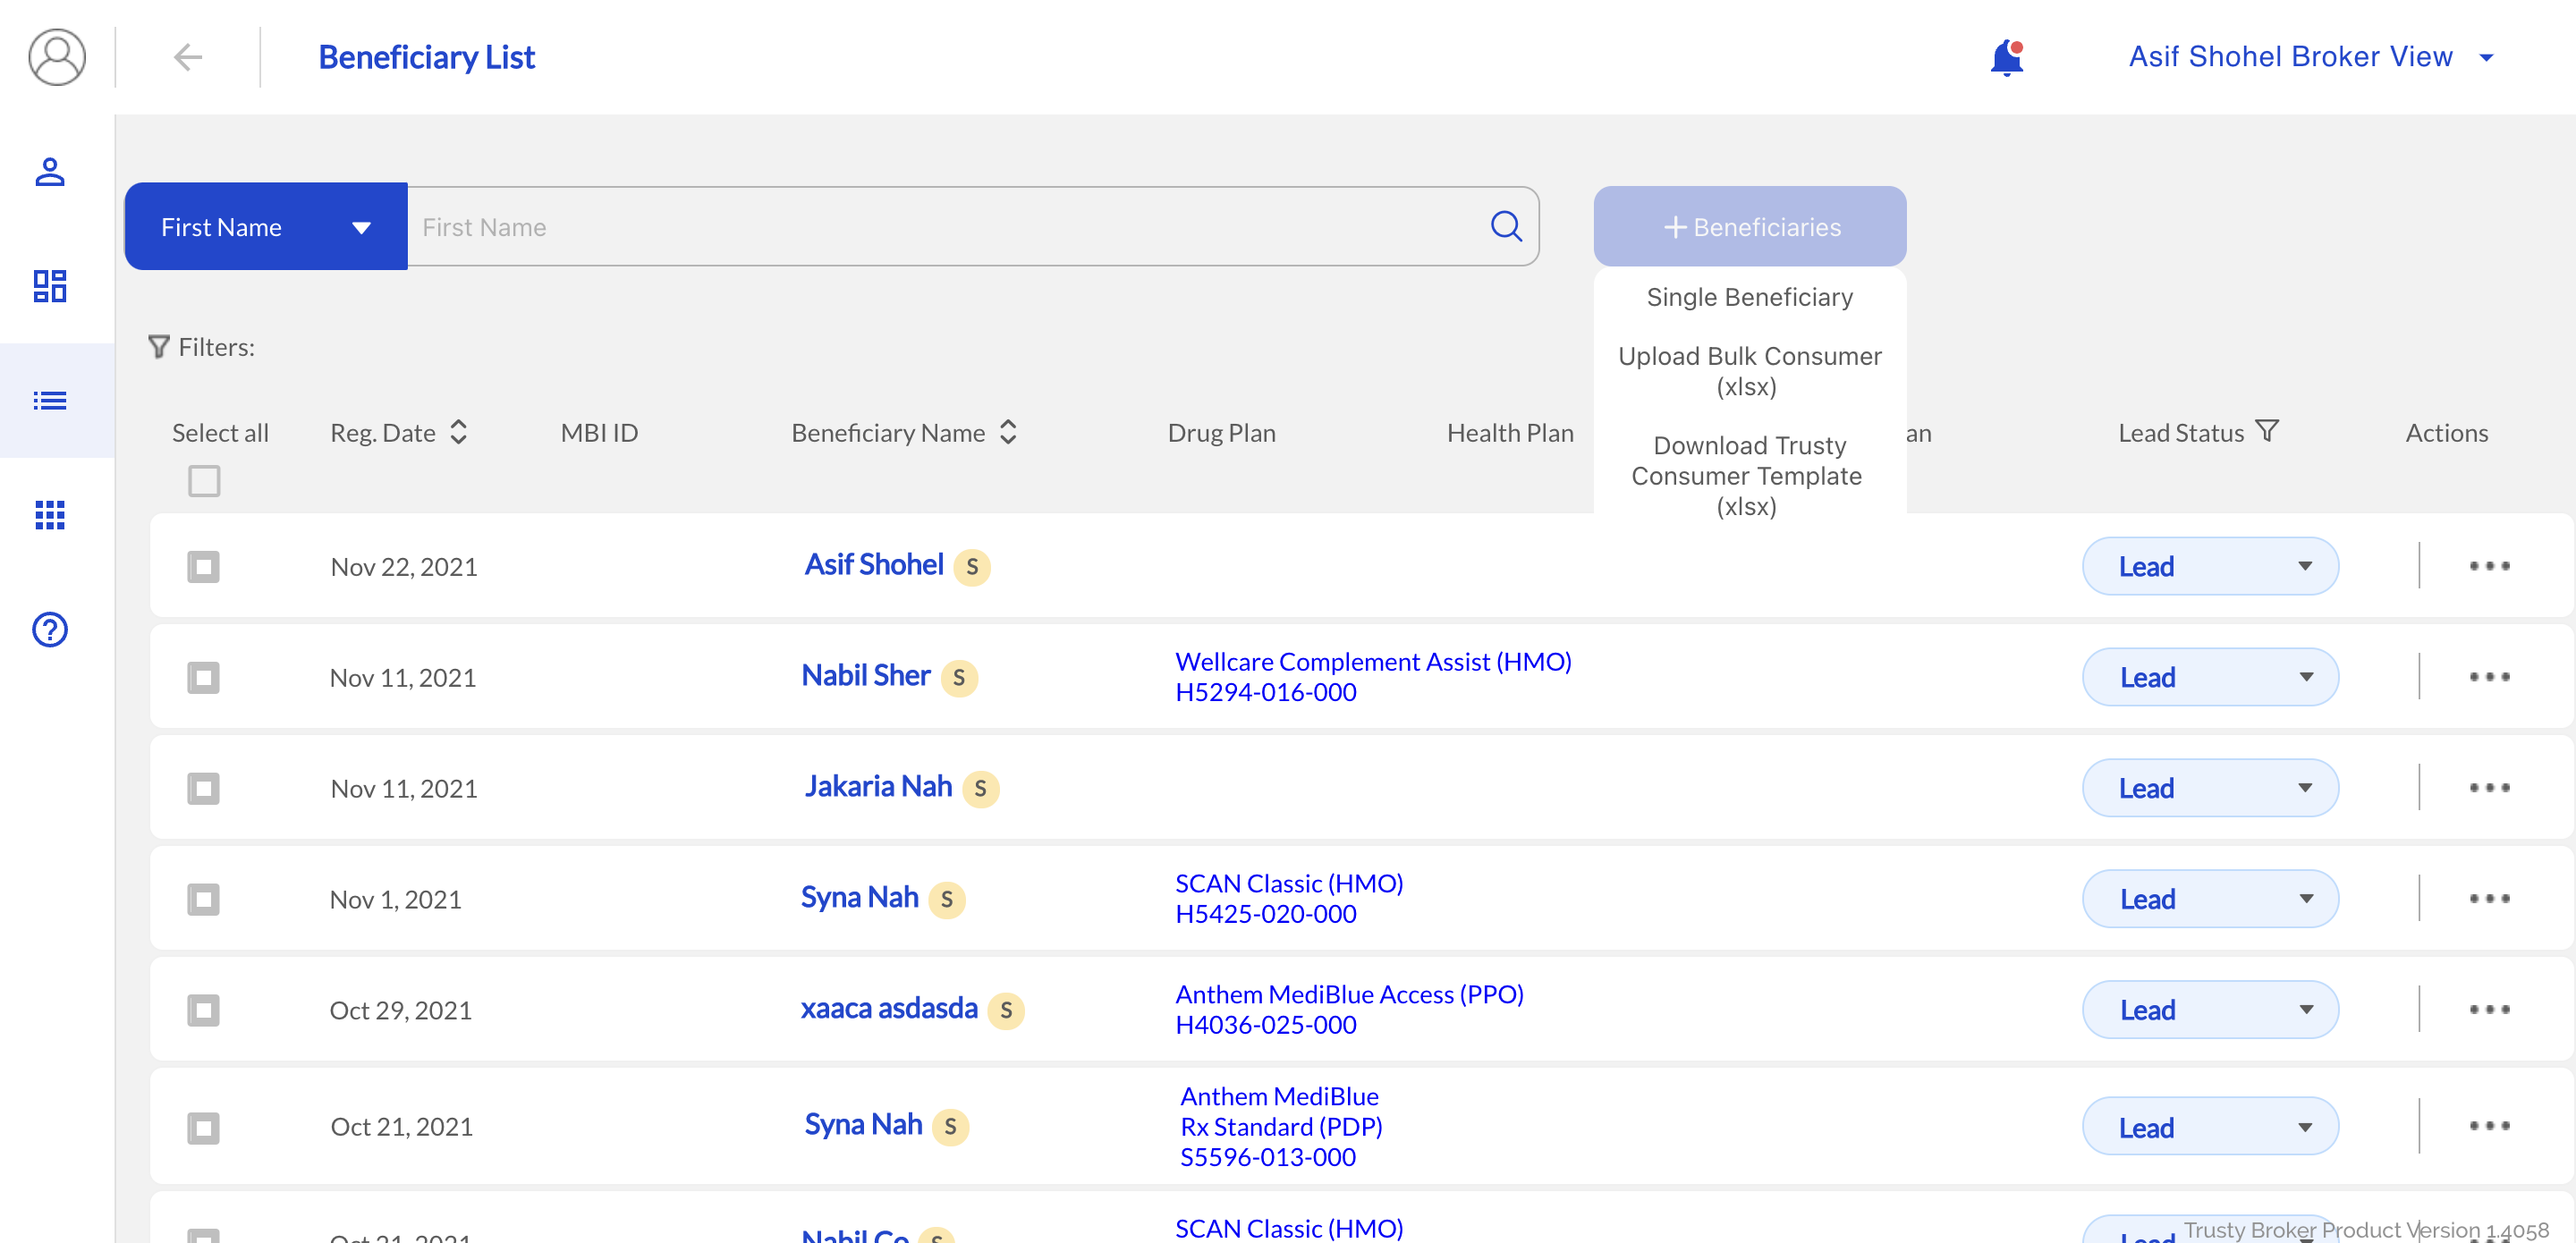 Beneficiary List
Asif Shohel Broker View
First Name
First Name
+ Beneficiaries
Single Beneficiary
Upload Bulk Consumer
(xlsx)
Download Trusty
Consumer Template
(xlsx)
Filters:
Select all
Reg. Date
MBI ID
Beneficiary Name
Drug Plan
Health Plan
an
Lead Status
Actions
Nov 22, 2021
Asif Shohel
S
Lead
Nov 11, 2021
Nabil Sher
S
Wellcare Complement Assist (HMO)
H5294-016-000
Lead
Nov 11, 2021
Jakaria Nah
S
Lead
Nov 1, 2021
Syna Nah
S
SCAN Classic (HMO)
H5425-020-000
Lead
Oct 29, 2021
xaaca asdasda
S
Anthem MediBlue Access (PPO)
H4036-025-000
Lead
Oct 21, 2021
Syna Nah
S
Anthem MediBlue
Rx Standard (PDP)
S5596-013-000
Lead
Oct 21, 2021
Nabil
S
SCAN Classic (HMO)
Lead
Trusty Broker Product Version 1.4058